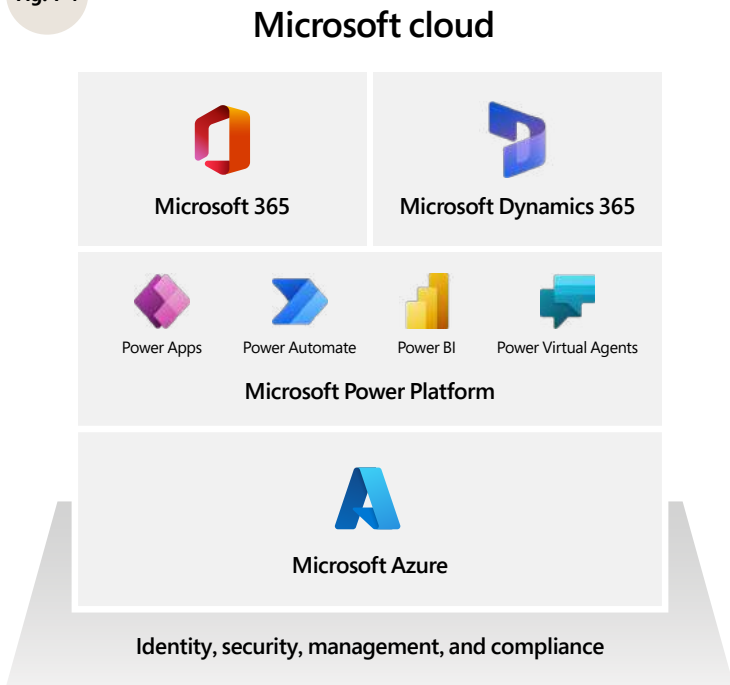 Microsoft cloud
Microsoft 365
Microsoft Dynamics 365
Power Apps
Power Automate
Power BI
Power Virtual Agents
Microsoft Power Platform
Microsoft Azure
Identity, security, management, and compliance